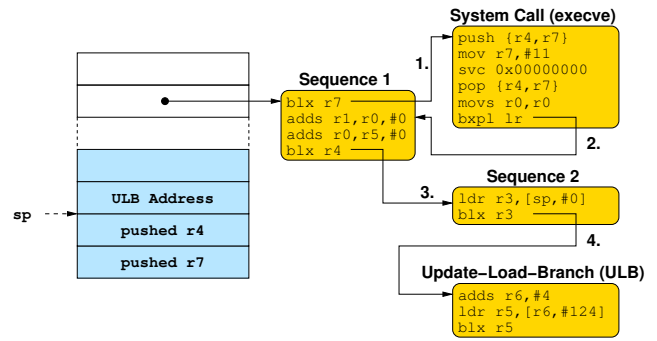 System Call (execve)
push {r4,r7}
mov r7,#11
svc 0x00000000
pop {r4,r7}
movs r0,r0
bxpl lr
1.
Sequence 1
blx r7
adds r1,r0,#0
adds r0,r5,#0
blx r4
2.
ULB Address
sp
pushed r4
pushed r7
3.
Sequence 2
ldr r3,[sp,#0]
blx r3
4.
Update−Load−Branch (ULB)
adds r6,#4
ldr r5,[r6,#124]
blx r5